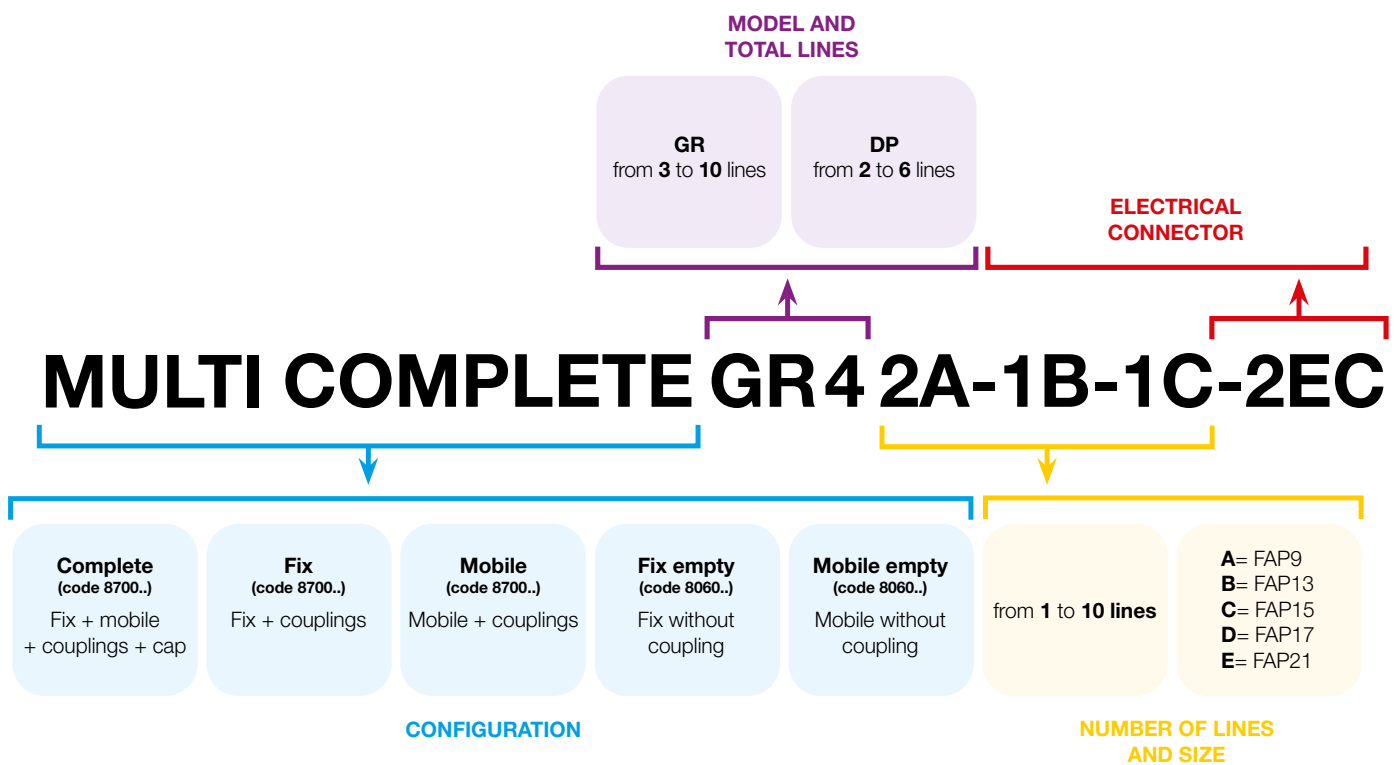 MODEL AND
TOTAL LINES
GR
from 3 to 10 lines
DP
from 2 to 6 lines
ELECTRICAL
CONNECTOR
MULTI COMPLETE GR4 2A-1B-1C-2EC
Complete
(code 8700..)
Fix + mobile
+ couplings + cap
Fix
(code 8700..)
Fix + couplings
Mobile
(code 8700..)
Mobile + couplings
Fix empty
(code 8060..)
Fix without
coupling
Mobile empty
(code 8060..)
Mobile without
coupling
from 1 to 10 lines
A= FAP9
B= FAP13
C= FAP15
D= FAP17
E= FAP21
CONFIGURATION
NUMBER OF LINES
AND SIZE